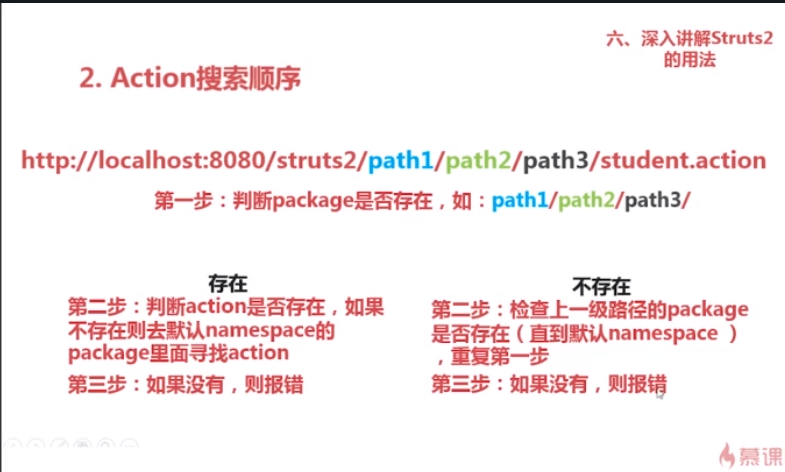 六、深入讲解Struts2
的用法
2. Action搜索顺序
http://localhost:8080/struts2/path1/path2/path3/student.action
第一步：判断package是否存在，如：path1/path2/path3/
存在
第二步：判断action是否存在，如果
不存在则去默认namespace的
package里面寻找action
第三步：如果没有，则报错
不存在
第二步：检查上一级路径的package
是否存在（直到默认namespace ）
，重复第一步
第三步：如果没有，则报错
慕课